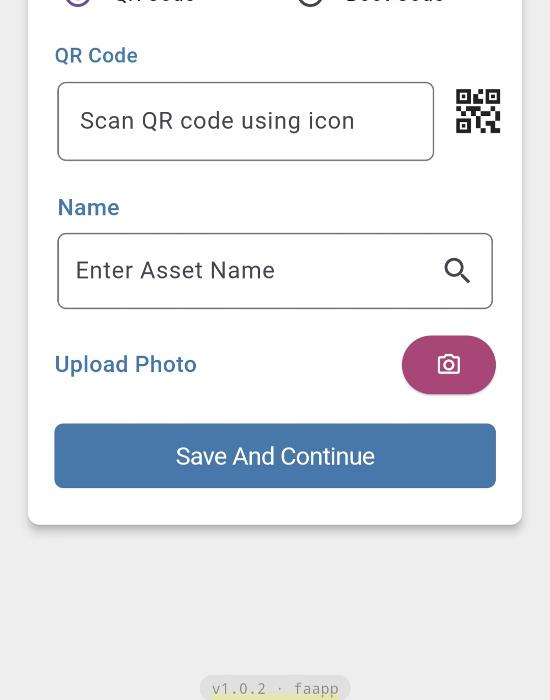 QR Code
Scan QR code using icon
Name
Enter Asset Name
Upload Photo
Save And Continue
v1.0.2 · faapp